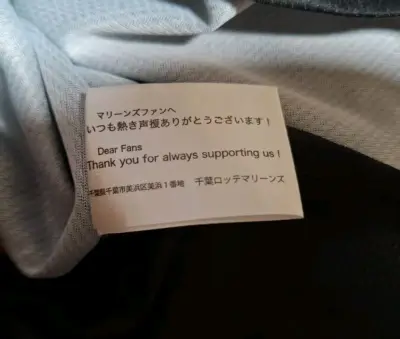 マリーンズファンへ
いつも熱き声援ありがとうございます！
Dear Fans
Thank you for always supporting us !
千葉県千葉市美浜区美浜１番地　千葉ロッテマリーンズ